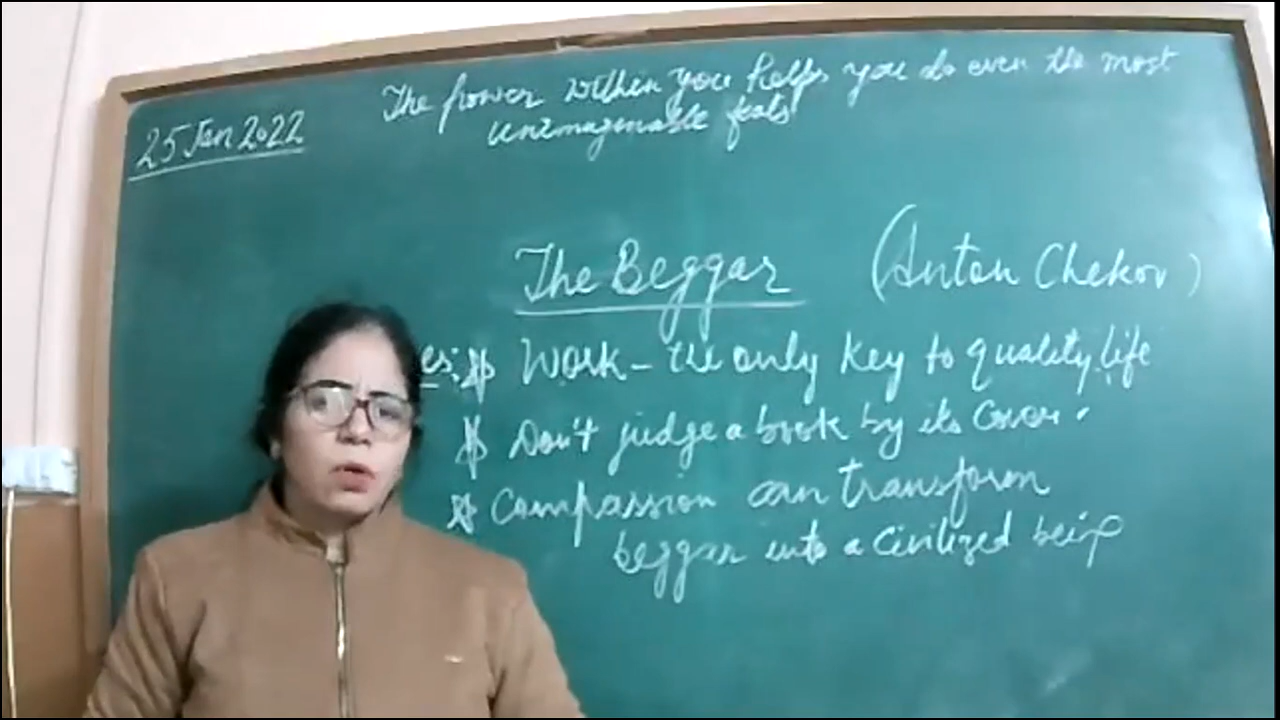 25 Jan 2022
The power within you helps you do even the most
unimaginable feats
The Beggar (Anton Chekov)
es: Work - the only key to quality life
Don't judge a book by its cover.
Compassion can transform
beggar into a civilized being